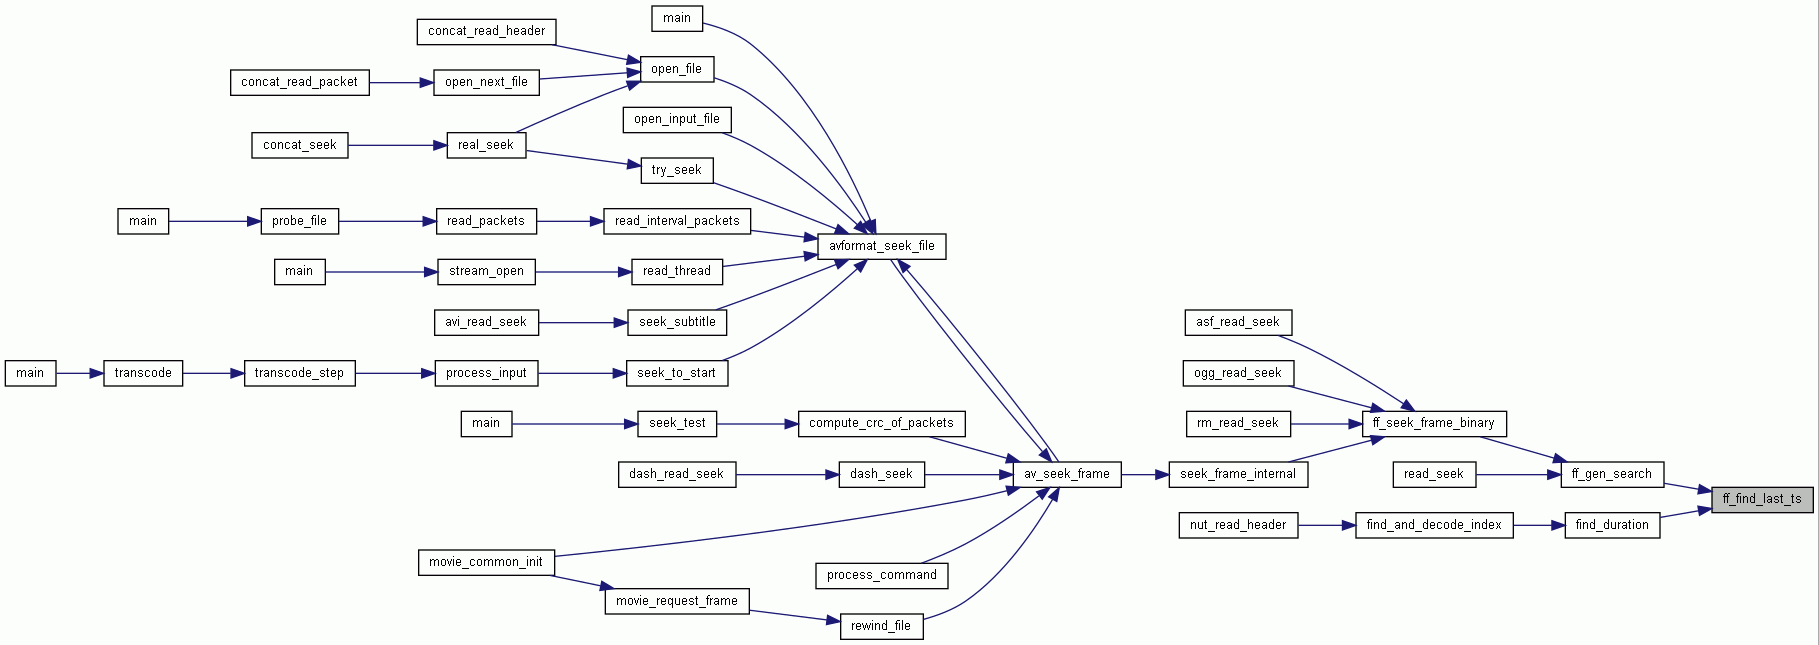 main
concat_read_header
open_file
concat_read_packet
open_next_file
open_input_file
concat_seek
real_seek
try_seek
main
probe_file
read_packets
read_interval_packets
avformat_seek_file
main
stream_open
read_thread
avi_read_seek
seek_subtitle
asf_read_seek
main
transcode
transcode_step
process_input
seek_to_start
ogg_read_seek
main
seek_test
compute_crc_of_packets
rm_read_seek
ff_seek_frame_binary
dash_read_seek
dash_seek
av_seek_frame
seek_frame_internal
read_seek
ff_gen_search
ff_find_last_ts
nut_read_header
find_and_decode_index
find_duration
movie_common_init
process_command
movie_request_frame
rewind_file